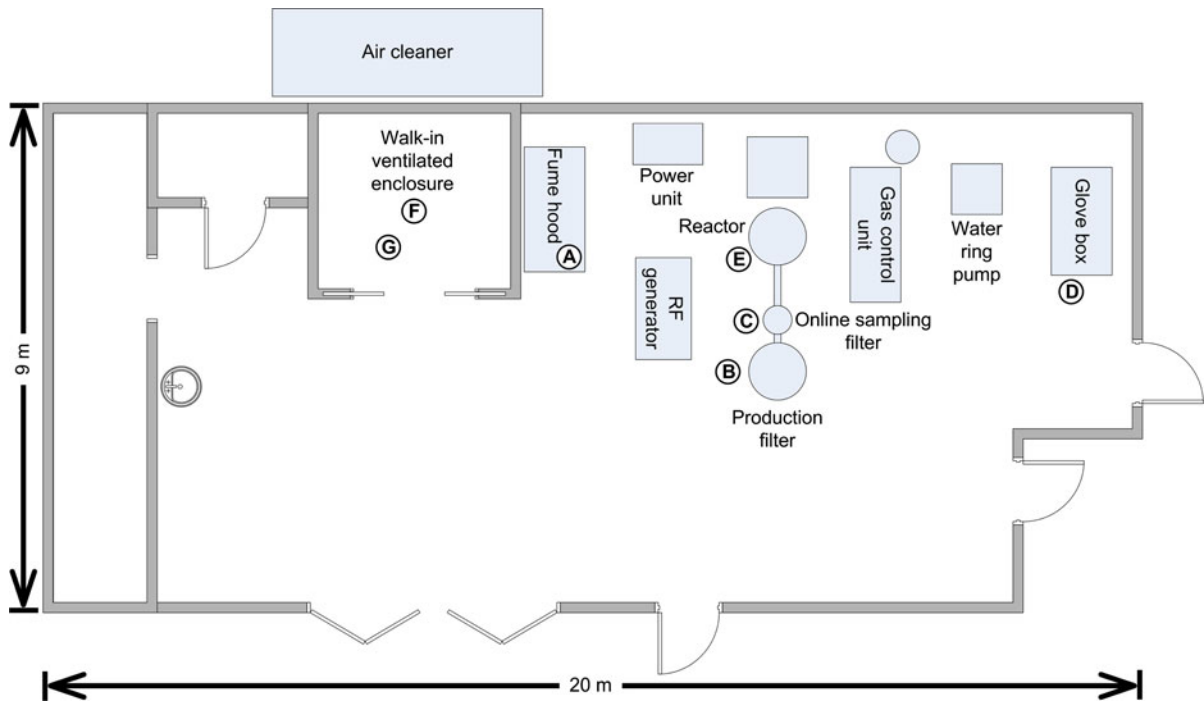 Air cleaner
Walk-in
ventilated
enclosure
F
G
Fume hood
A
Power
unit
Reactor
E
Gas control
unit
Water
ring
pump
Glove box
D
RF
generator
C
Online sampling
filter
B
Production
filter
9 m
20 m